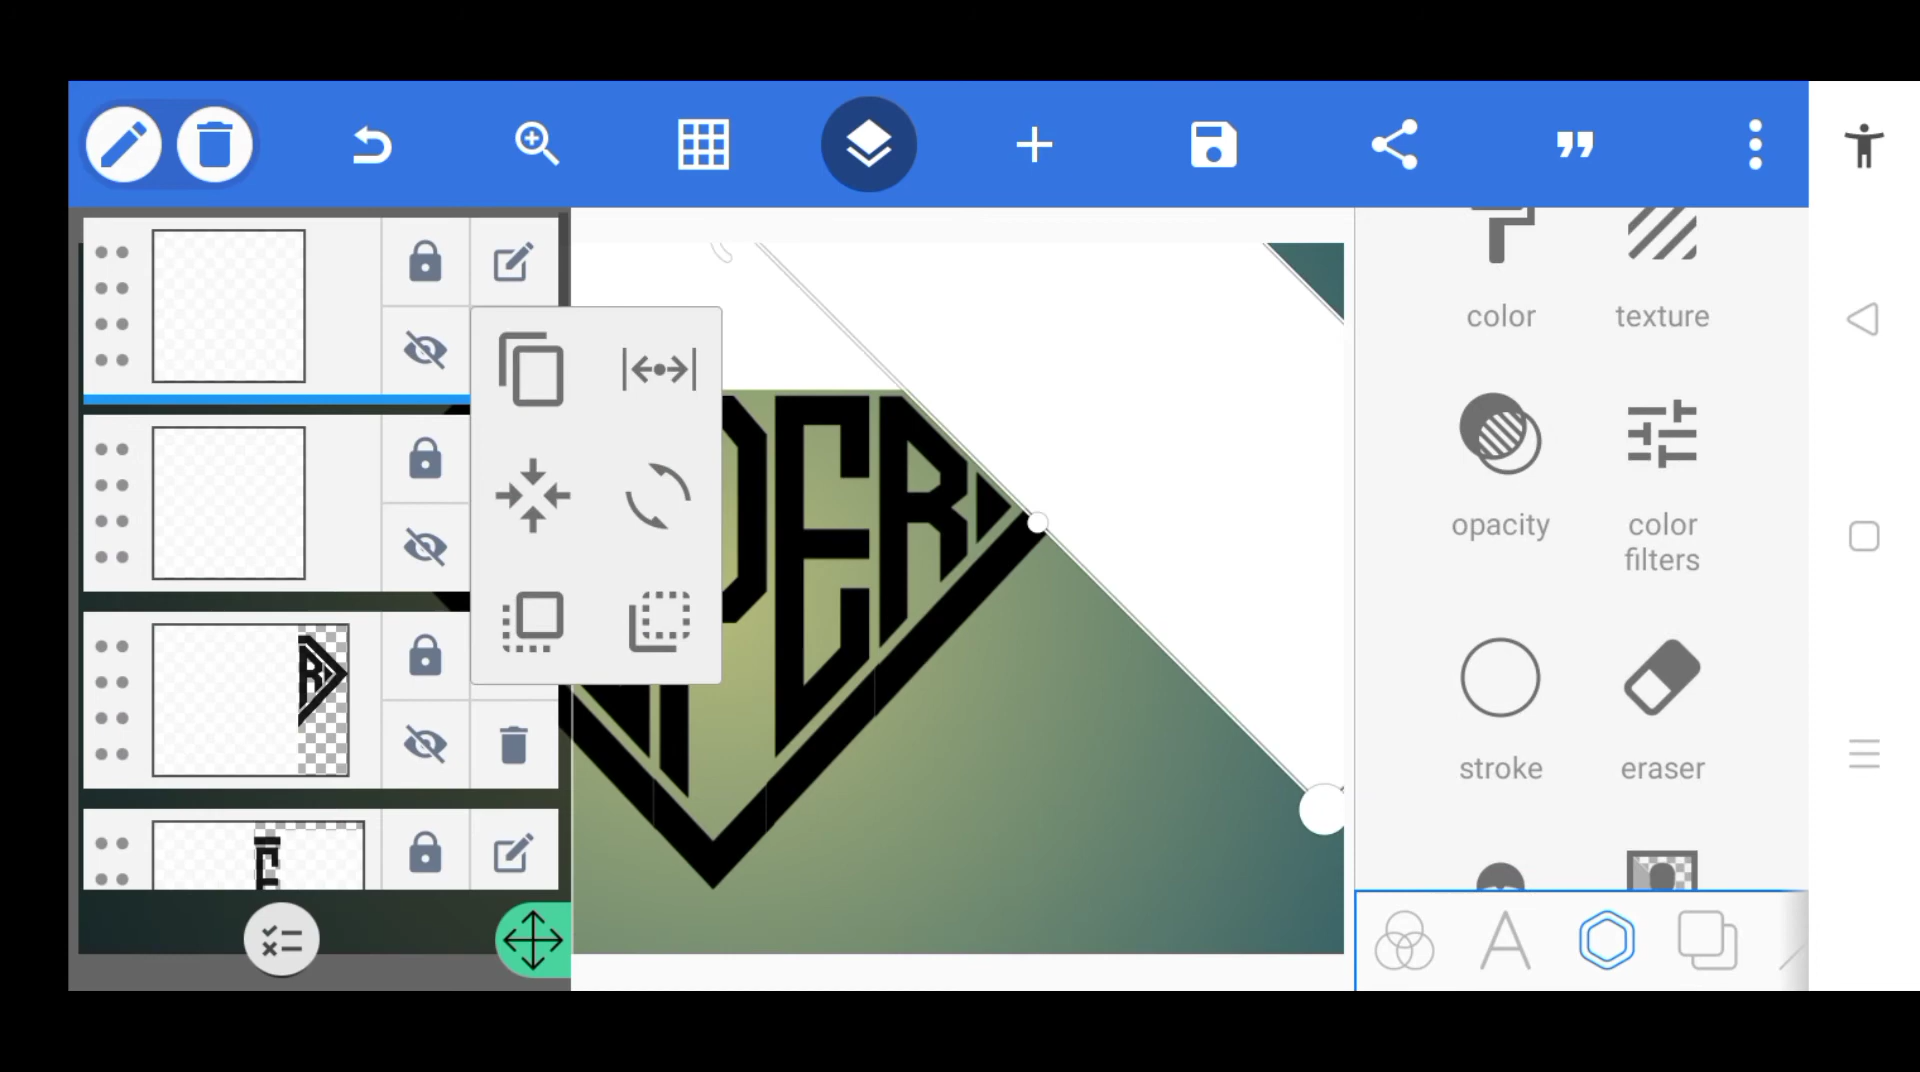 color
texture
opacity
color
filters
stroke
eraser